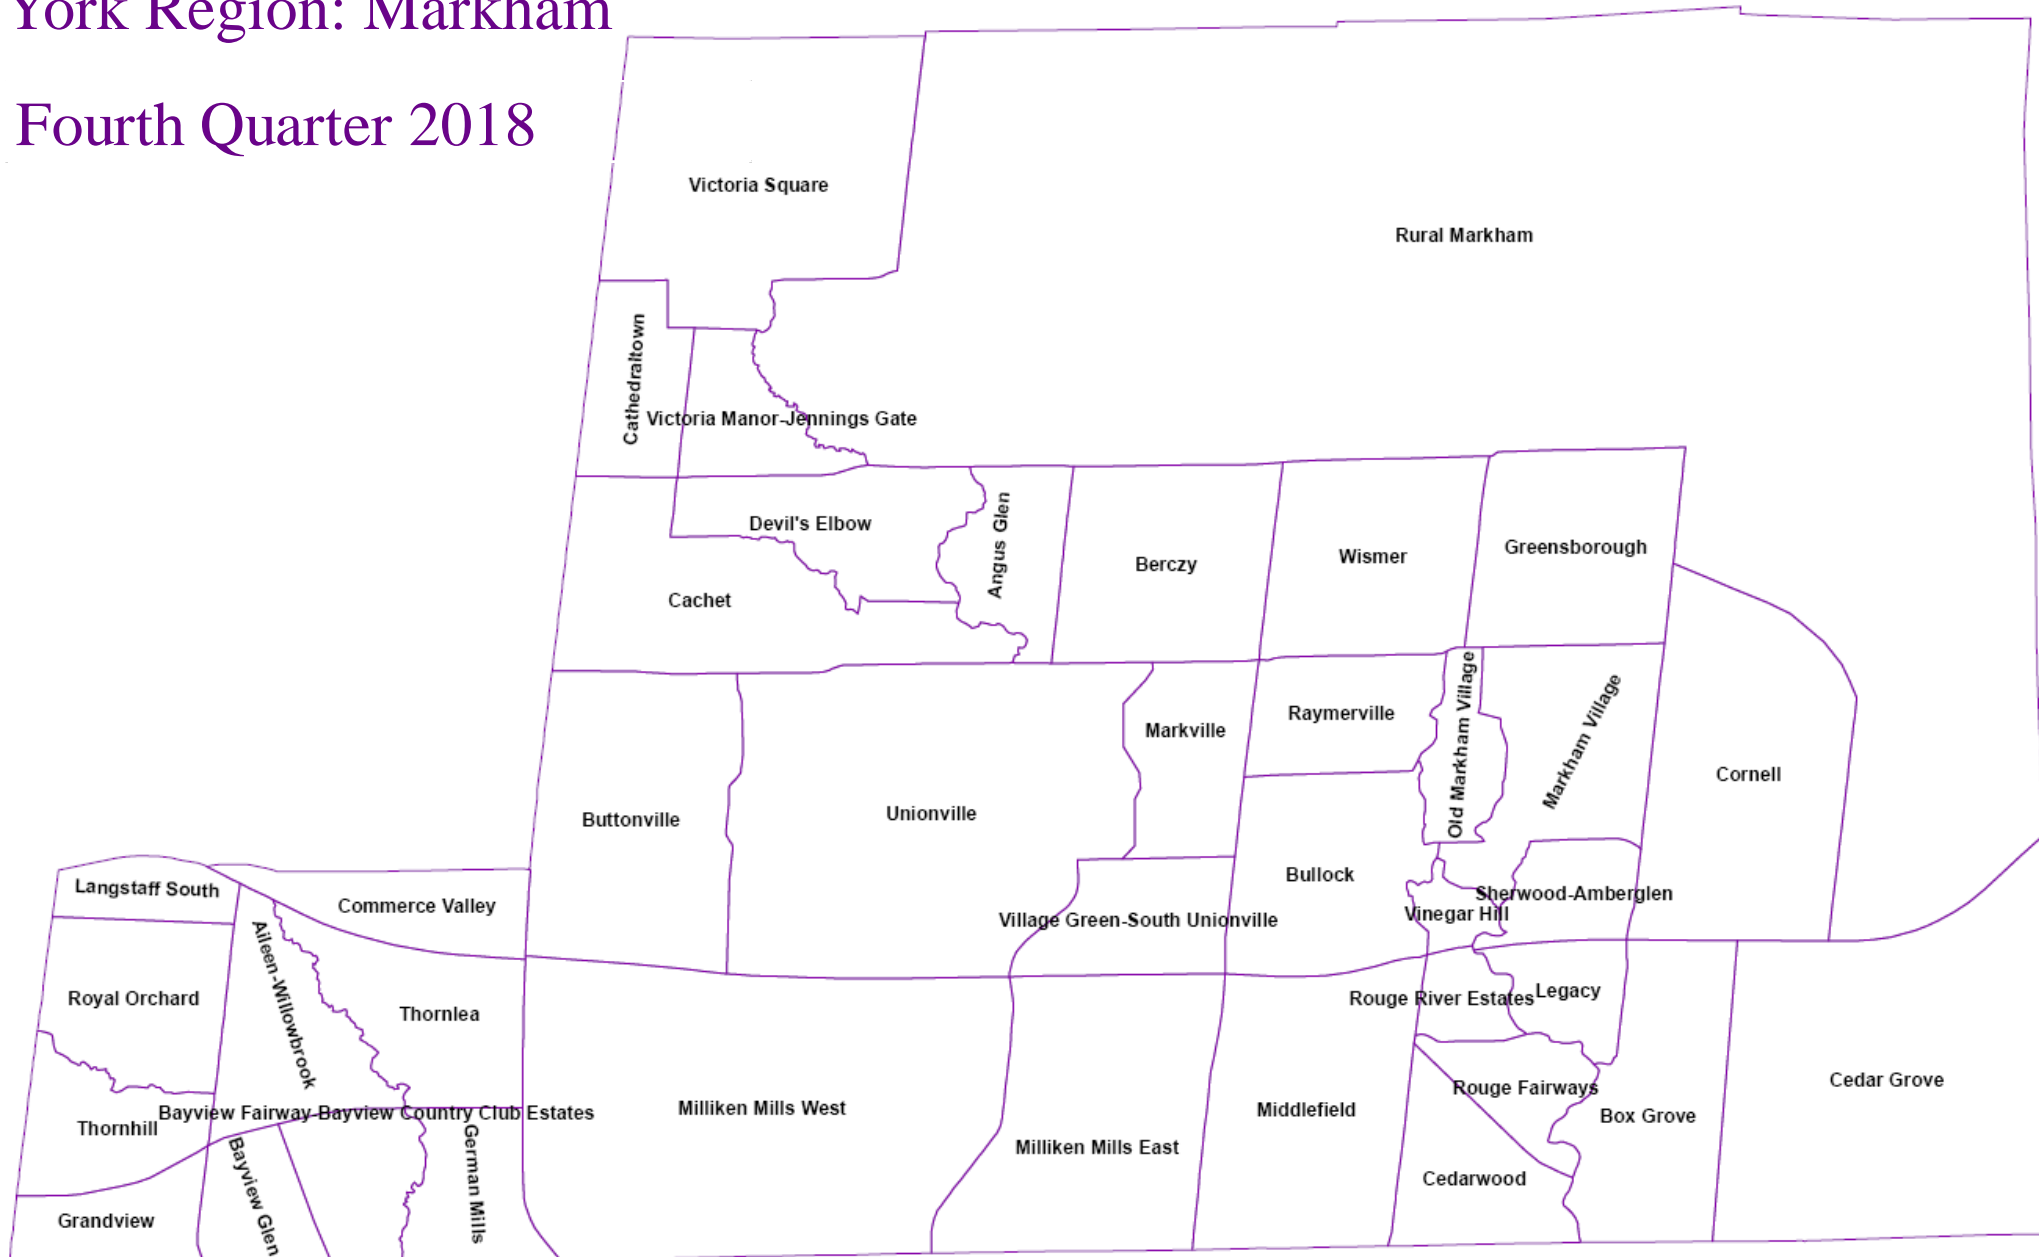 York Region: Markham
Fourth Quarter 2018
Victoria Square
Rural Markham
Cathedraltown
Victoria Manor-Jennings Gate
Devil's Elbow
Angus Glen
Berczy
Wismer
Greensborough
Cachet
Raymerville
Old Markham Village
Markham Village
Markville
Cornell
Buttonville
Unionville
Bullock
Langstaff South
Commerce Valley
Village Green-South Unionville
Vinegar Hill
Sherwood-Amberglen
Aileen-Willowbrook
Royal Orchard
Thornlea
Rouge River Estates
Legacy
Cedar Grove
Rouge Fairways
Bayview Fairway-Bayview Country Club Estates
Milliken Mills West
Middlefield
Box Grove
Thornhill
Milliken Mills East
Cedarwood
Bayview Glen
German Mills
Grandview